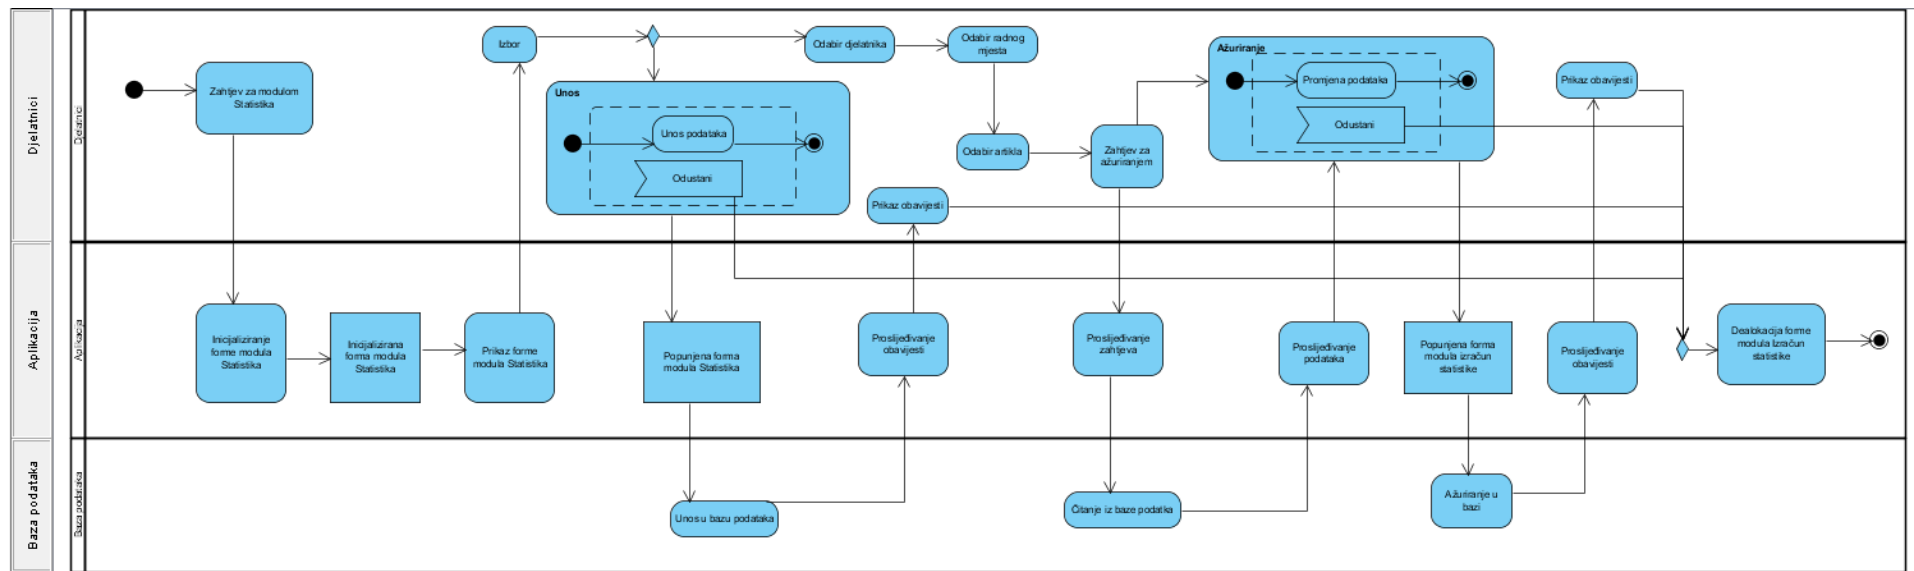 Djelatnici
Djelatnici
Zahtjev za modulom
Statistika
Izbor
Unos
Unos podataka
Odustani
Odabir djelatnika
Odabir radnog
mjesta
Odabir artikla
Prikaz obavijesti
Zahtjev za
ažuriranjem
Ažuriranje
Promjena podataka
Odustani
Prikaz obavijesti
Aplikacija
Aplikacija
Inicijaliziranje
forme modula
Statistika
Inicijalizirana
forma modula
Statistika
Prikaz forme
modula Statistika
Popunjena forma
modula Statistika
Proslijeđivanje
obavijesti
Proslijeđivanje
zahtjeva
Proslijeđivanje
podataka
Popunjena forma
modula izračun
statistike
Proslijeđivanje
obavijesti
Dealokacija forme
modula Izračun
statistike
Baza podataka
Baza podataka
Unos u bazu podataka
Čitanje iz baze podatka
Ažuriranje u
bazi